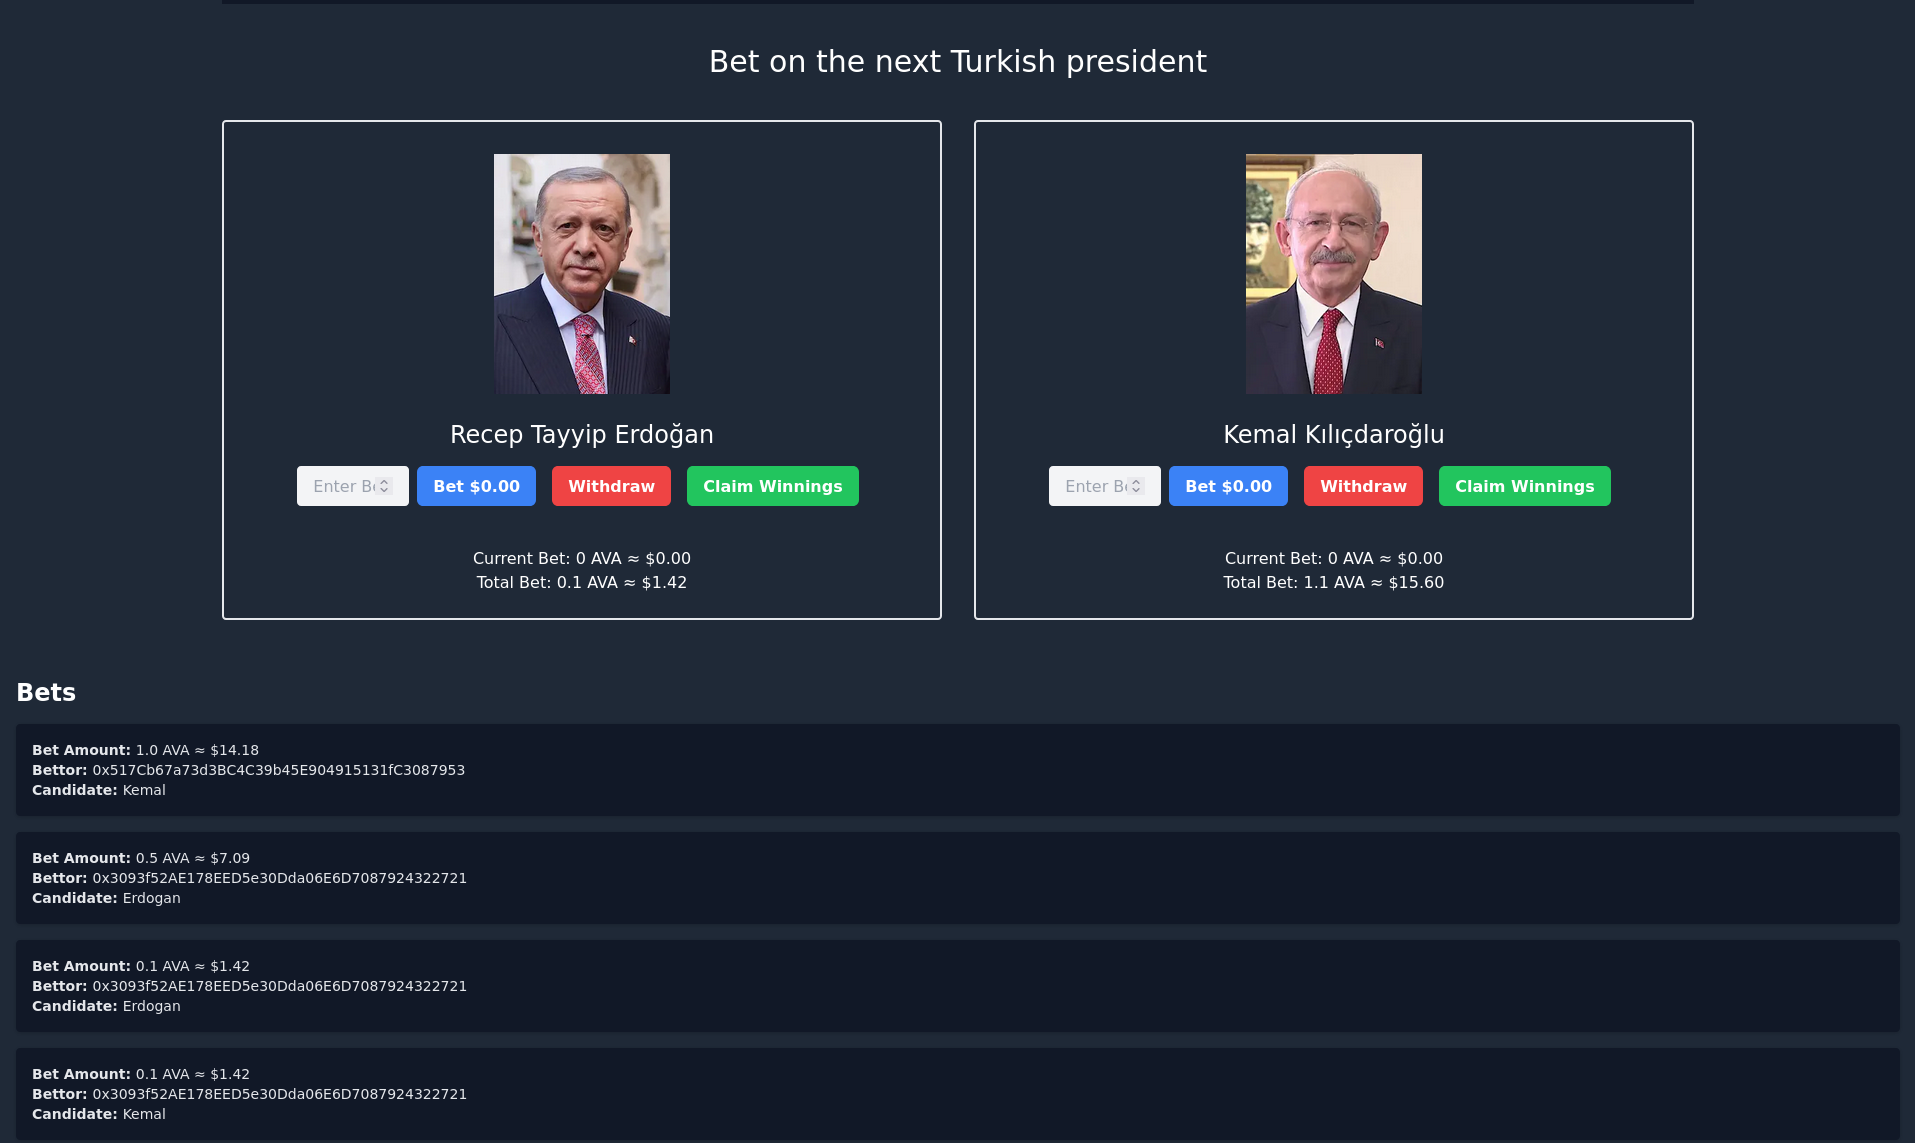 Bet on the next Turkish president
Recep Tayyip Erdoğan
Enter
Bet $0.00
Withdraw
Claim Winnings
Current Bet: 0 AVA ≈ $0.00
Total Bet: 0.1 AVA ≈ $1.42
Kemal Kılıçdaroğlu
Enter
Bet $0.00
Withdraw
Claim Winnings
Current Bet: 0 AVA ≈ $0.00
Total Bet: 1.1 AVA ≈ $15.60
Bets
Bet Amount: 1.0 AVA ≈ $14.18
Bettor: 0x517Cb67a73d3BC4C39b45E904915131fC3087953
Candidate: Kemal
Bet Amount: 0.5 AVA ≈ $7.09
Bettor: 0x3093f52AE178EED5e30Dda06E6D7087924322721
Candidate: Erdogan
Bet Amount: 0.1 AVA ≈ $1.42
Bettor: 0x3093f52AE178EED5e30Dda06E6D7087924322721
Candidate: Erdogan
Bet Amount: 0.1 AVA ≈ $1.42
Bettor: 0x3093f52AE178EED5e30Dda06E6D7087924322721
Candidate: Kemal